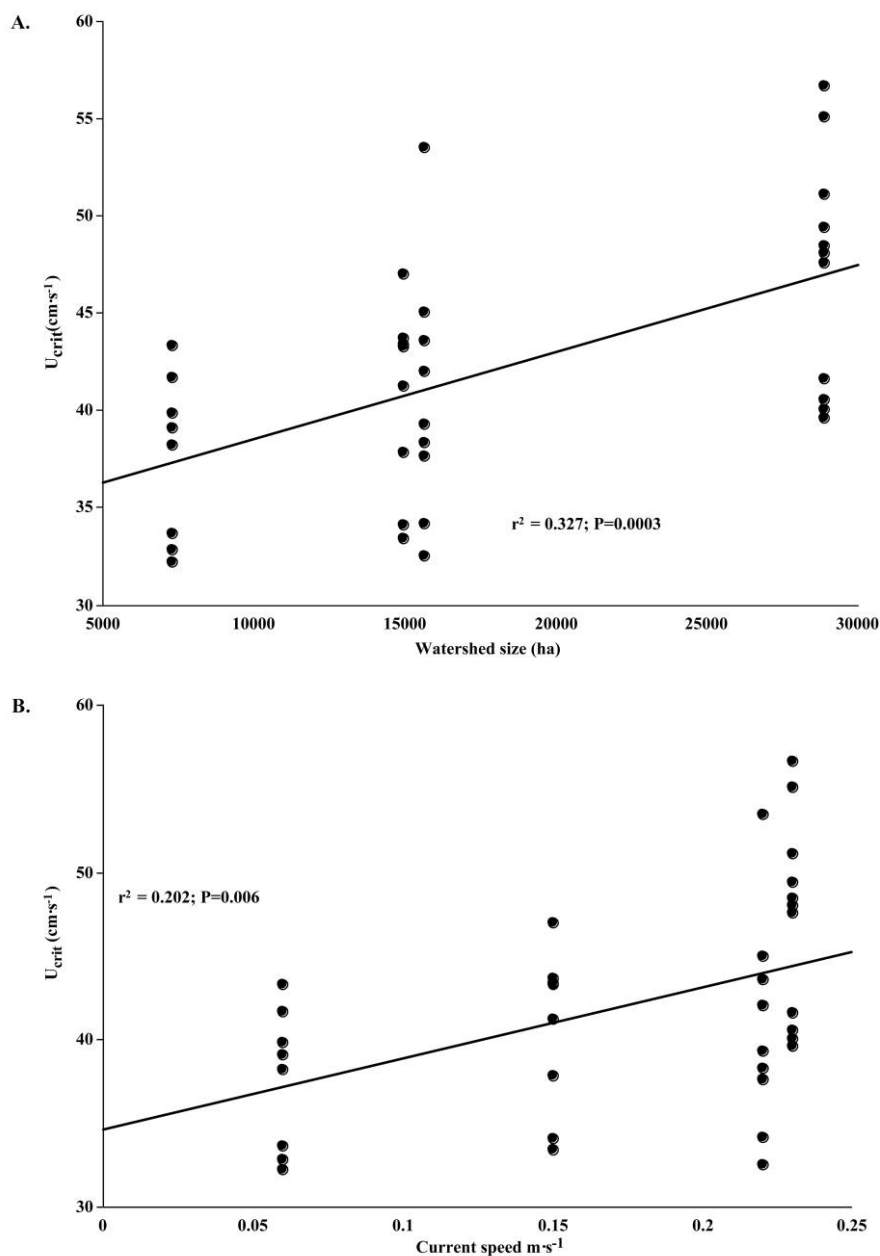 A.
60
55
50
45
40
35
30
U_crit(cm·s⁻¹)
r² = 0.327; P=0.0003
5000 10000 15000 20000 25000 30000
Watershed size (ha)
B.
60
50
40
30
U_crit (cm·s⁻¹)
r² = 0.202; P=0.006
0 0.05 0.1 0.15 0.2 0.25
Current speed m·s⁻¹